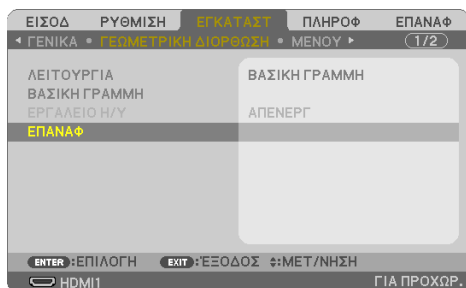 ΕΙΣΟΔ ΡΥΘΜΙΣΗ ΕΓΚΑΤΑΣΤ ΠΛΗΡΟΦ ΕΠΑΝΑΦ
◂ ΓΕΝΙΚΑ • ΓΕΩΜΕΤΡΙΚΗ ΔΙΟΡΘΩΣΗ • ΜΕΝΟΥ ▸ (1/2)
ΛΕΙΤΟΥΡΓΙΑ ΒΑΣΙΚΗ ΓΡΑΜΜΗ
ΒΑΣΙΚΗ ΓΡΑΜΜΗ
ΕΡΓΑΛΕΙΟ Η/Υ ΑΠΕΝΕΡΓ
ΕΠΑΝΑΦ
ENTER :ΕΠΙΛΟΓΗ EXIT :ΈΞΟΔΟΣ ≑:ΜΕΤ/ΝΗΣΗ
HDMI1 ΓΙΑ ΠΡΟΧΩΡ.